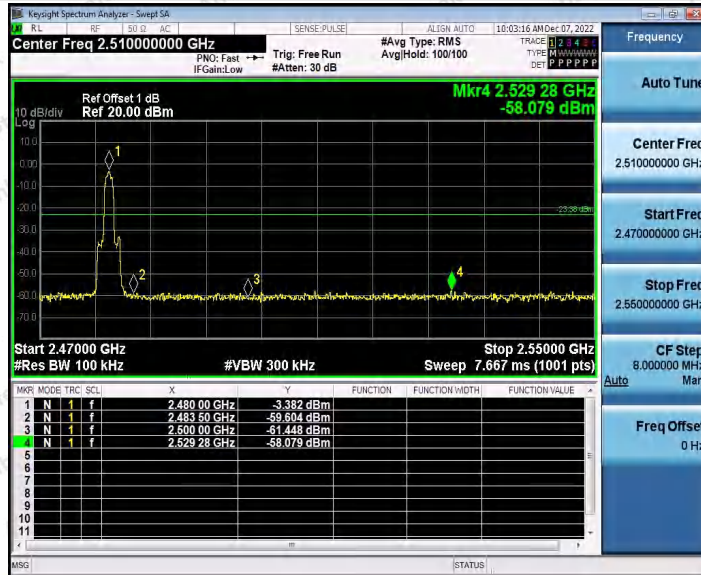 Keysight Spectrum Analyzer - Swept SA
RL RF 50 Ω AC SENSE:PULSE ALIGN AUTO 10:03:16 AM Dec 07, 2022
Center Freq 2.510000000 GHz #Avg Type: RMS TRACE 1 2 3 4 5 6
PNO: Fast Trig: Free Run Avg|Hold: 100/100 TYPE M W W W W W
IFGain:Low #Atten: 30 dB DET P P P P P P
Mkr4 2.529 28 GHz
-58.079 dBm
Ref Offset 1 dB
10 dB/div Ref 20.00 dBm
Log
10.0
0.00
-10.0
-20.0
-30.0
-40.0
-50.0
-60.0
-70.0
1
2
3
4
-23.38 dBm
Start 2.47000 GHz Stop 2.55000 GHz
#Res BW 100 kHz #VBW 300 kHz Sweep 7.667 ms (1001 pts)
MKR MODE TRC SCL X Y FUNCTION FUNCTION WIDTH FUNCTION VALUE
1 N 1 f 2.480 00 GHz -3.382 dBm
2 N 1 f 2.483 50 GHz -59.604 dBm
3 N 1 f 2.500 00 GHz -61.448 dBm
4 N 1 f 2.529 28 GHz -58.079 dBm
5
6
7
8
9
10
11
MSG STATUS
Frequency
Auto Tune
Center Freq
2.510000000 GHz
Start Freq
2.470000000 GHz
Stop Freq
2.550000000 GHz
CF Step
8.000000 MHz
Auto Man
Freq Offset
0 Hz